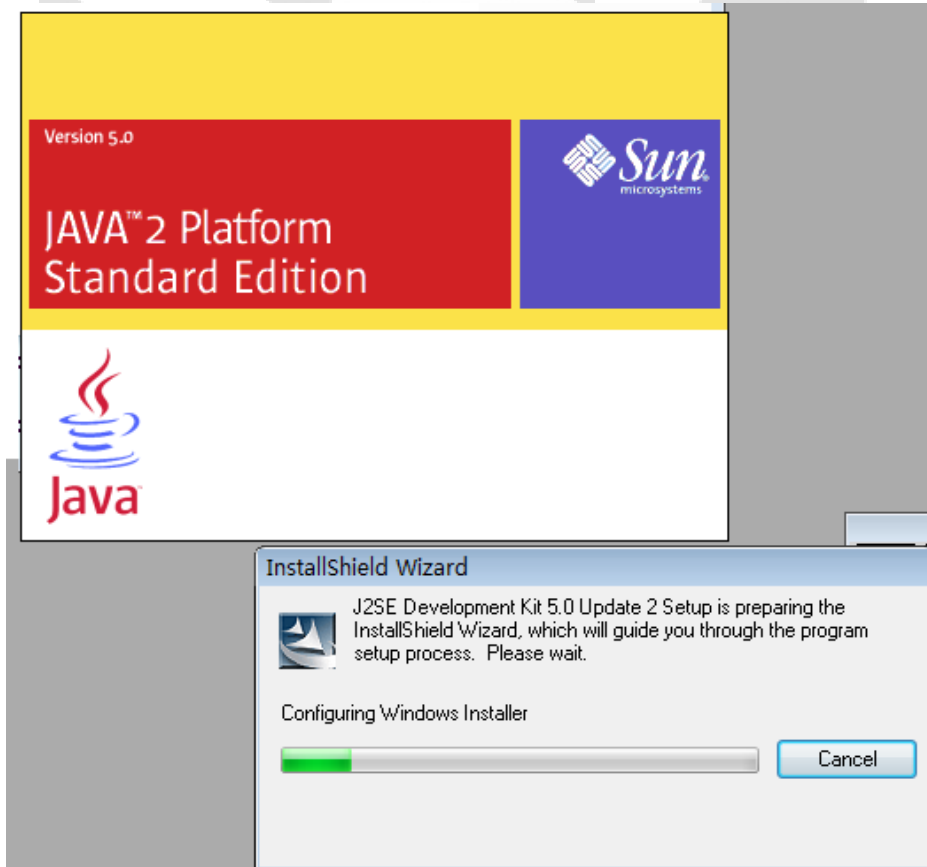 Version 5.0
Sun
microsystems
JAVA™2 Platform
Standard Edition
Java
InstallShield Wizard
J2SE Development Kit 5.0 Update 2 Setup is preparing the
InstallShield Wizard, which will guide you through the program
setup process. Please wait.
Configuring Windows Installer
Cancel